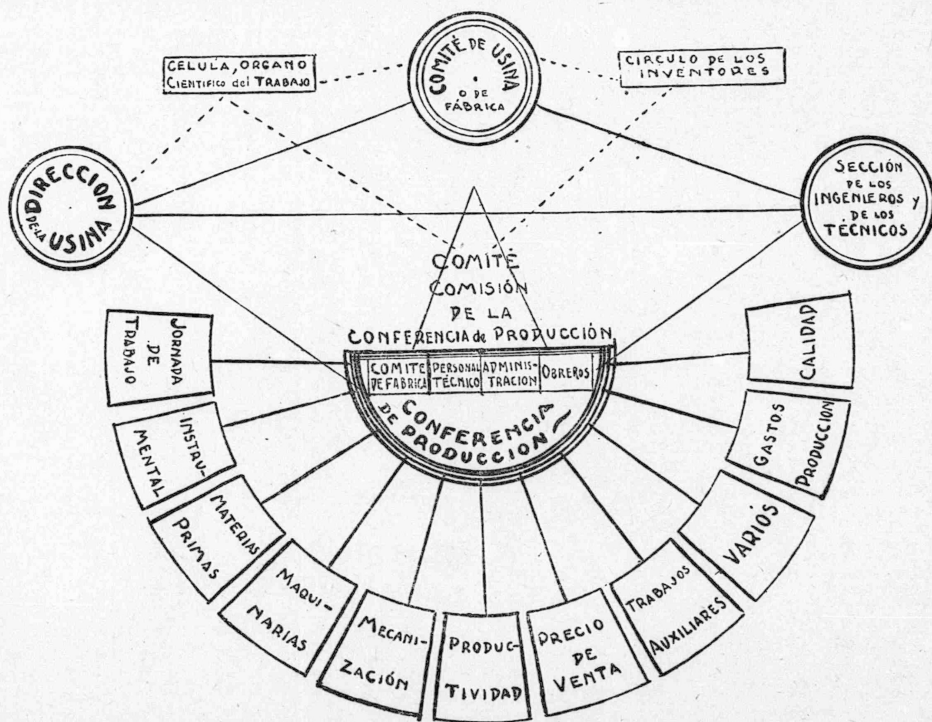 CÉLULA, ORGANO
Científico del TRABAJO
COMITÉ DE USINA
O DE
FÁBRICA
CIRCULO DE LOS
INVENTORES
DIRECCION
DE LA
USINA
SECCIÓN
DE LOS
INGENIEROS y
DE LOS
TÉCNICOS
COMITÉ
COMISIÓN
DE LA
CONFERENCIA de PRODUCCIÓN
COMITE
DE FABRICA
PERSONAL
TÉCNICO
ADMINIS-
TRACION
OBREROS
CONFERENCIA
DE PRODUCCION
JORNADA
DE
TRABAJO
INSTRU-
MENTAL
MATERIAS
PRIMAS
MAQUI-
NARIAS
MECANI-
ZACIÓN
PRODUC-
TIVIDAD
PRECIO
DE
VENTA
TRABAJOS
AUXILIARES
VARIOS
GASTOS
PRODUCCION
CALIDAD